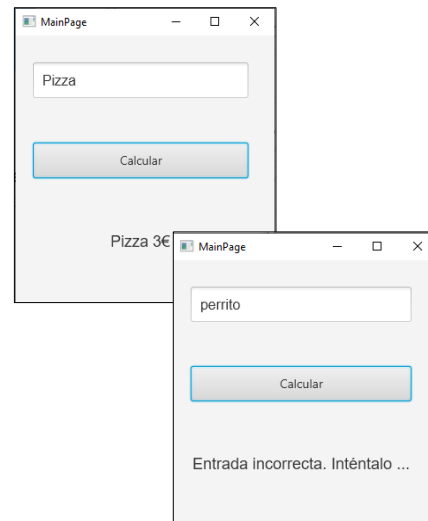 MainPage
Pizza
Calcular
Pizza 3€
MainPage
perrito
Calcular
Entrada incorrecta. Inténtalo ...